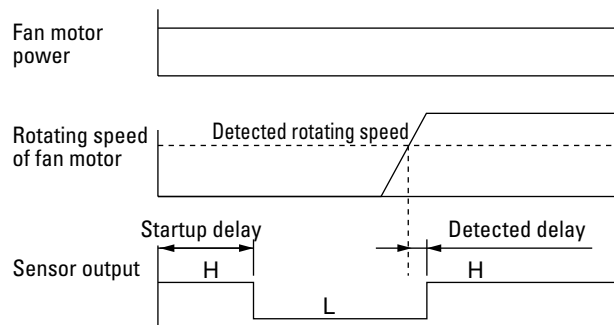 Fan motor
power
Rotating speed
of fan motor
Detected rotating speed
Startup delay
Detected delay
Sensor output
H
L
H